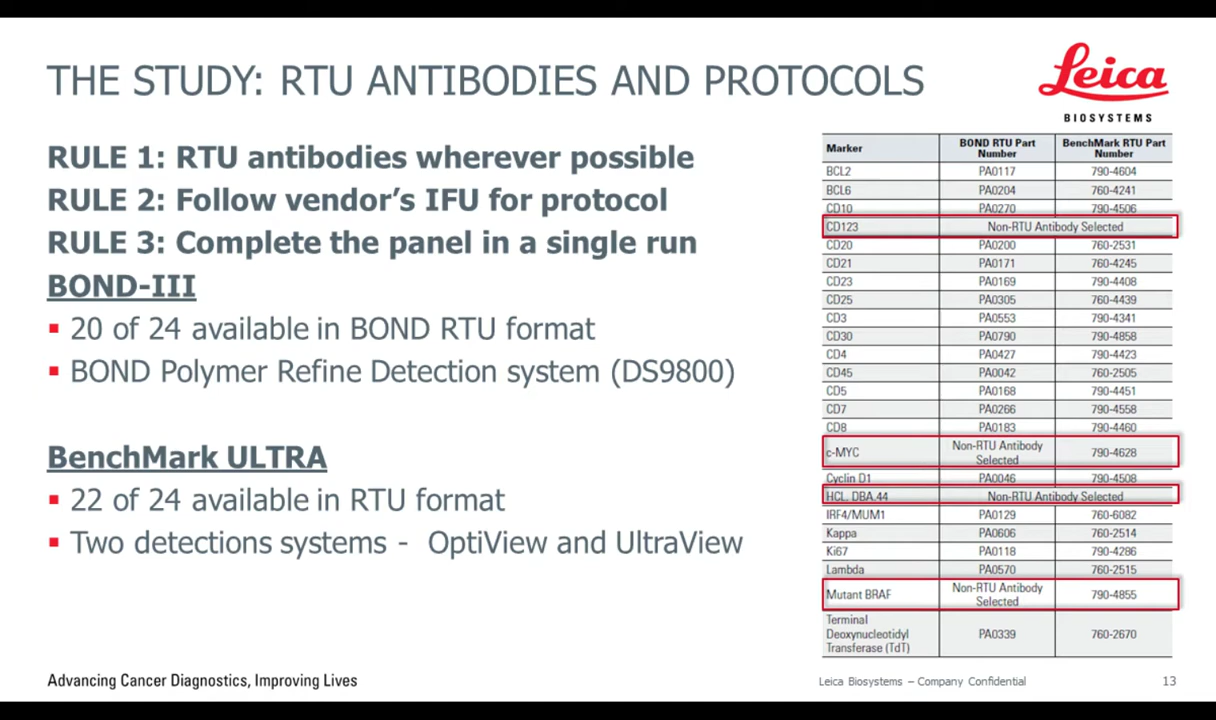 THE STUDY: RTU ANTIBODIES AND PROTOCOLS
Leica
BIOSYSTEMS
RULE 1: RTU antibodies wherever possible
RULE 2: Follow vendor's IFU for protocol
RULE 3: Complete the panel in a single run
BOND-III
▪ 20 of 24 available in BOND RTU format
▪ BOND Polymer Refine Detection system (DS9800)
BenchMark ULTRA
▪ 22 of 24 available in RTU format
▪ Two detections systems - OptiView and UltraView
Marker BOND RTU Part Number BenchMark RTU Part Number
BCL2 PA0117 790-4604
BCL6 PA0204 760-4241
CD10 PA0270 790-4506
CD123 Non-RTU Antibody Selected
CD20 PA0200 760-2531
CD21 PA0171 760-4245
CD23 PA0169 790-4408
CD25 PA0305 760-4439
CD3 PA0553 790-4341
CD30 PA0790 790-4858
CD4 PA0427 790-4423
CD45 PA0042 760-2505
CD5 PA0168 790-4451
CD7 PA0266 790-4558
CD8 PA0183 790-4460
c-MYC Non-RTU Antibody Selected 790-4628
Cyclin D1 PA0046 790-4508
HCL, DBA.44 Non-RTU Antibody Selected
IRF4/MUM1 PA0129 760-6082
Kappa PA0606 760-2514
Ki67 PA0118 790-4286
Lambda PA0570 760-2515
Mutant BRAF Non-RTU Antibody Selected 790-4855
Terminal Deoxynucleotidyl Transferase (TdT) PA0339 760-2670
Advancing Cancer Diagnostics, Improving Lives
Leica Biosystems – Company Confidential
13